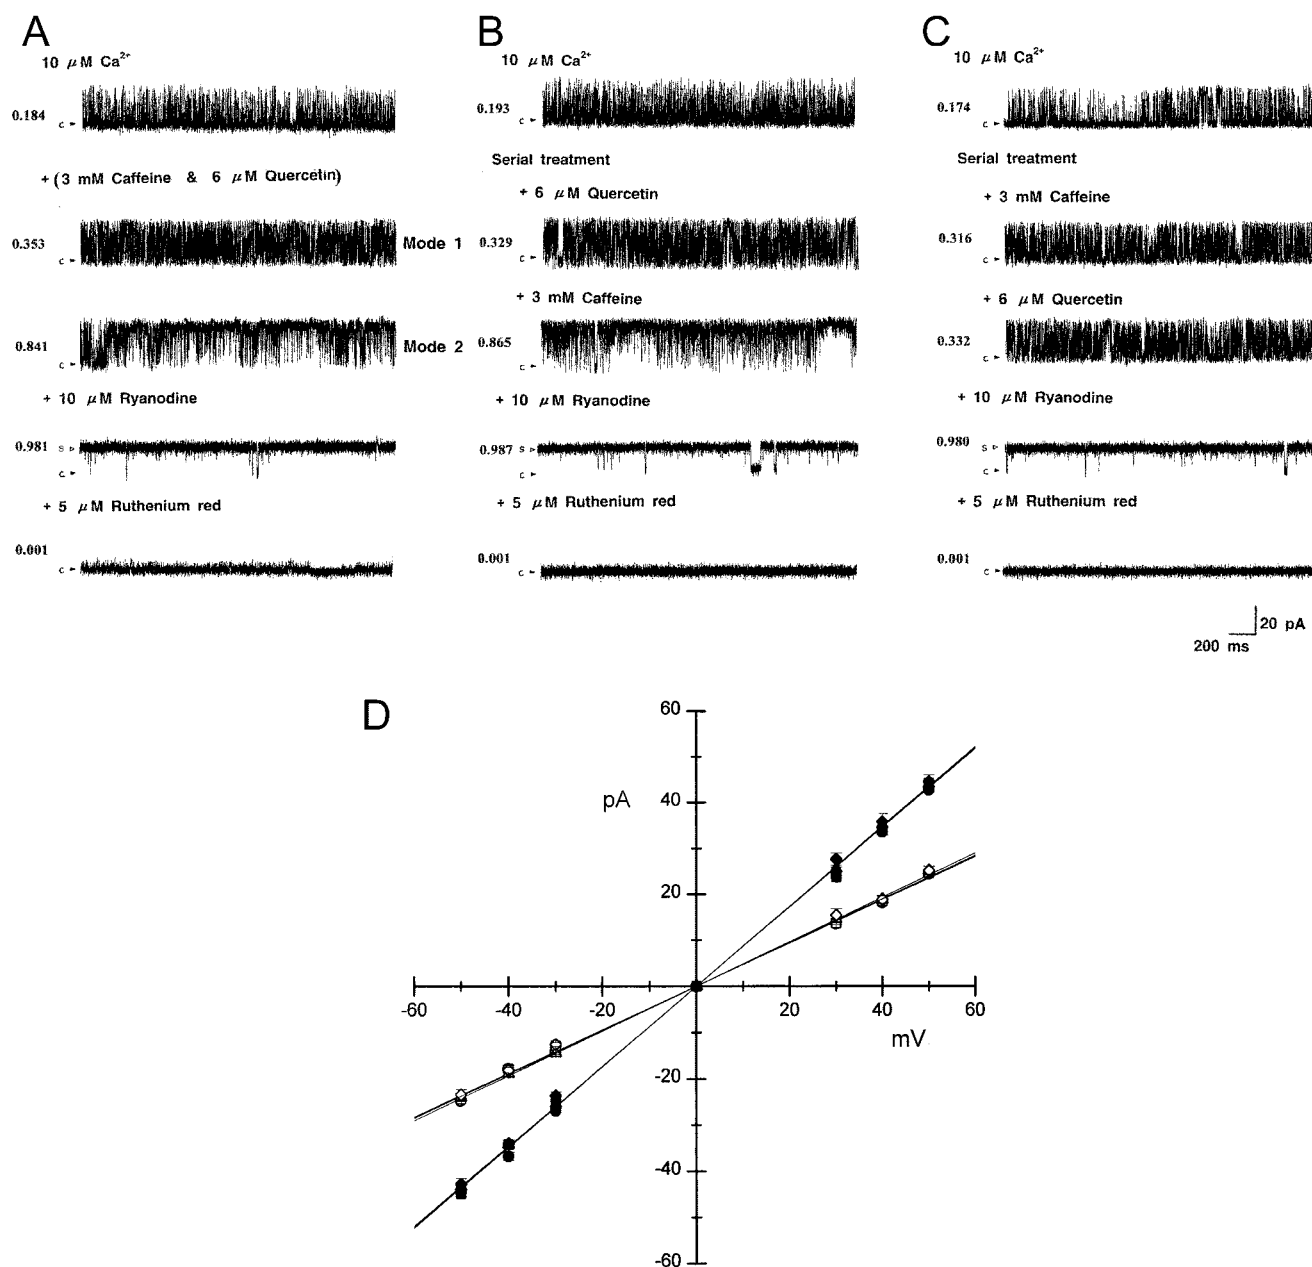 A
10 μM Ca²⁺
0.184
c
+ (3 mM Caffeine & 6 μM Quercetin)
0.353
c
Mode 1
0.841
c
Mode 2
+ 10 μM Ryanodine
0.981
s
c
+ 5 μM Ruthenium red
0.001
c
B
10 μM Ca²⁺
0.193
c
Serial treatment
+ 6 μM Quercetin
0.329
c
+ 3 mM Caffeine
0.865
c
+ 10 μM Ryanodine
0.987
s
c
+ 5 μM Ruthenium red
0.001
c
C
10 μM Ca²⁺
0.174
c
Serial treatment
+ 3 mM Caffeine
0.316
c
+ 6 μM Quercetin
0.332
c
+ 10 μM Ryanodine
0.980
s
c
+ 5 μM Ruthenium red
0.001
c
20 pA
200 ms
D
60
40
pA
20
-60 -40 -20 20 40 60
mV
-20
-40
-60